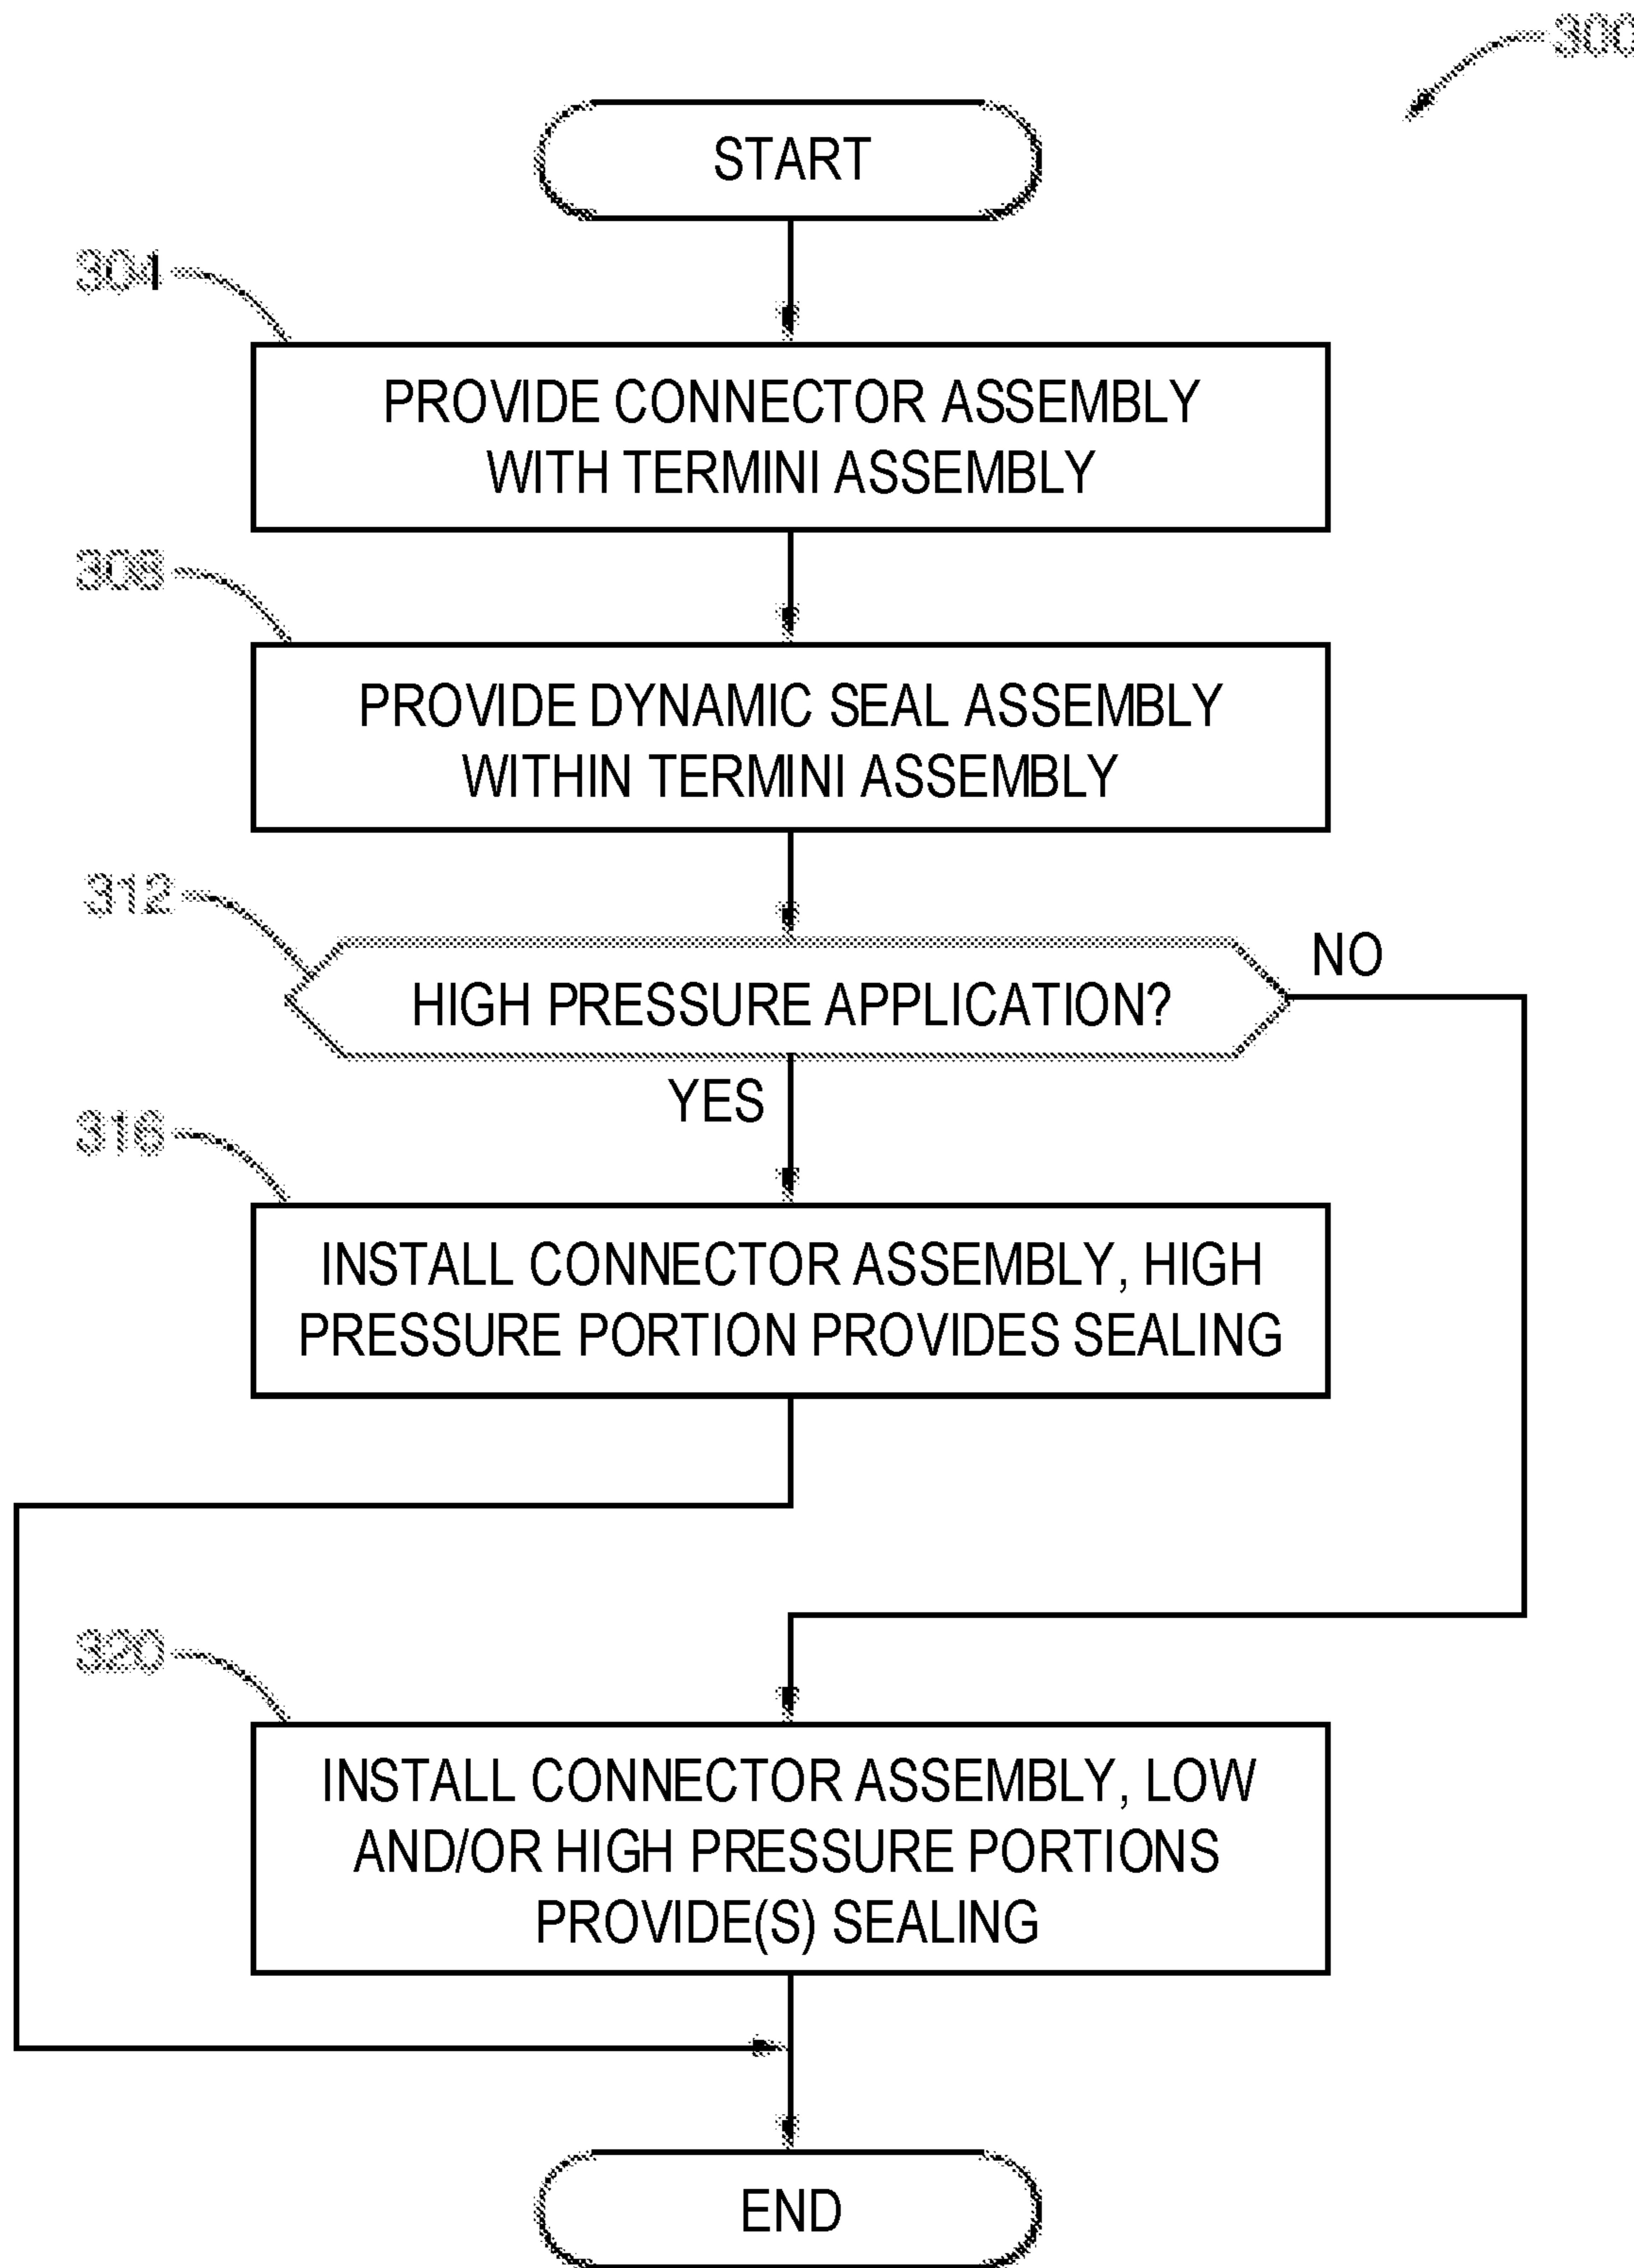 300
START
304
PROVIDE CONNECTOR ASSEMBLY
WITH TERMINI ASSEMBLY
308
PROVIDE DYNAMIC SEAL ASSEMBLY
WITHIN TERMINI ASSEMBLY
312
HIGH PRESSURE APPLICATION?
NO
YES
316
INSTALL CONNECTOR ASSEMBLY, HIGH
PRESSURE PORTION PROVIDES SEALING
320
INSTALL CONNECTOR ASSEMBLY, LOW
AND/OR HIGH PRESSURE PORTIONS
PROVIDE(S) SEALING
END